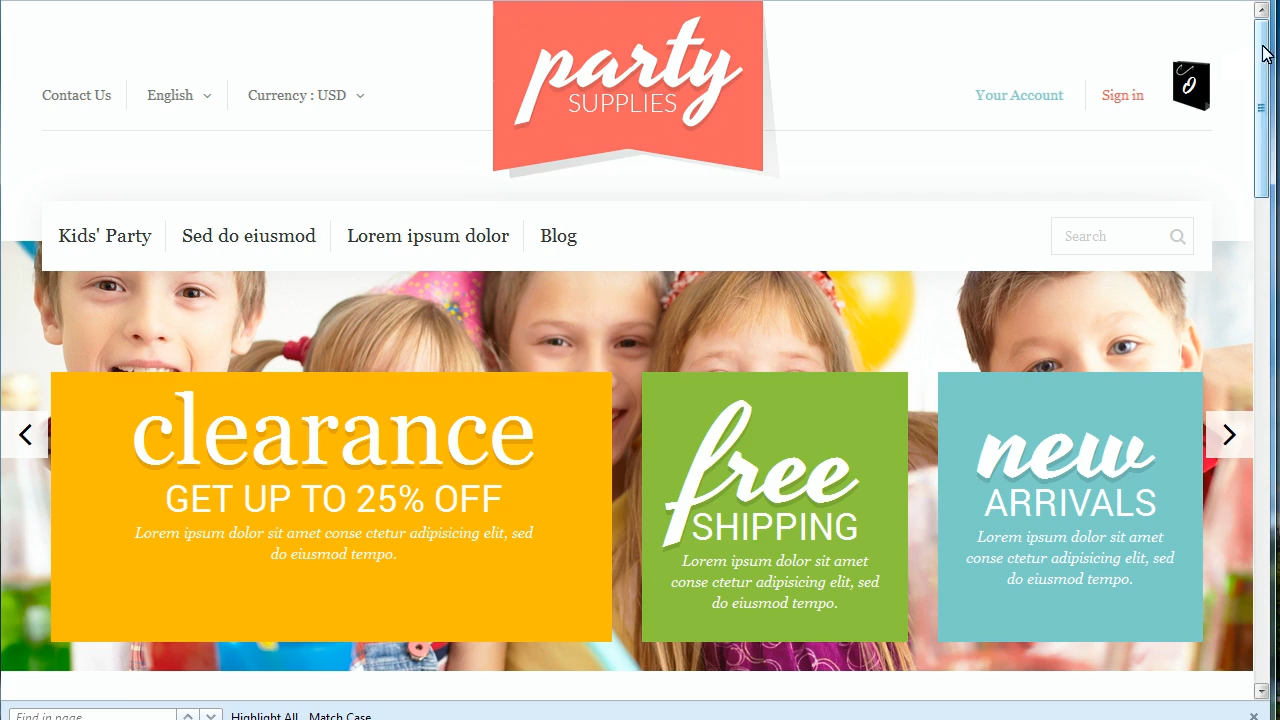 party
SUPPLIES
Contact Us English Currency : USD
Your Account Sign in 0
Kids' Party Sed do eiusmod Lorem ipsum dolor Blog Search
clearance
GET UP TO 25% OFF
Lorem ipsum dolor sit amet conse ctetur adipisicing elit, sed
do eiusmod tempo.
free
SHIPPING
Lorem ipsum dolor sit amet
conse ctetur adipisicing elit, sed
do eiusmod tempo.
new
ARRIVALS
Lorem ipsum dolor sit amet
conse ctetur adipisicing elit, sed
do eiusmod tempo.
Find in page Highlight All Match Case